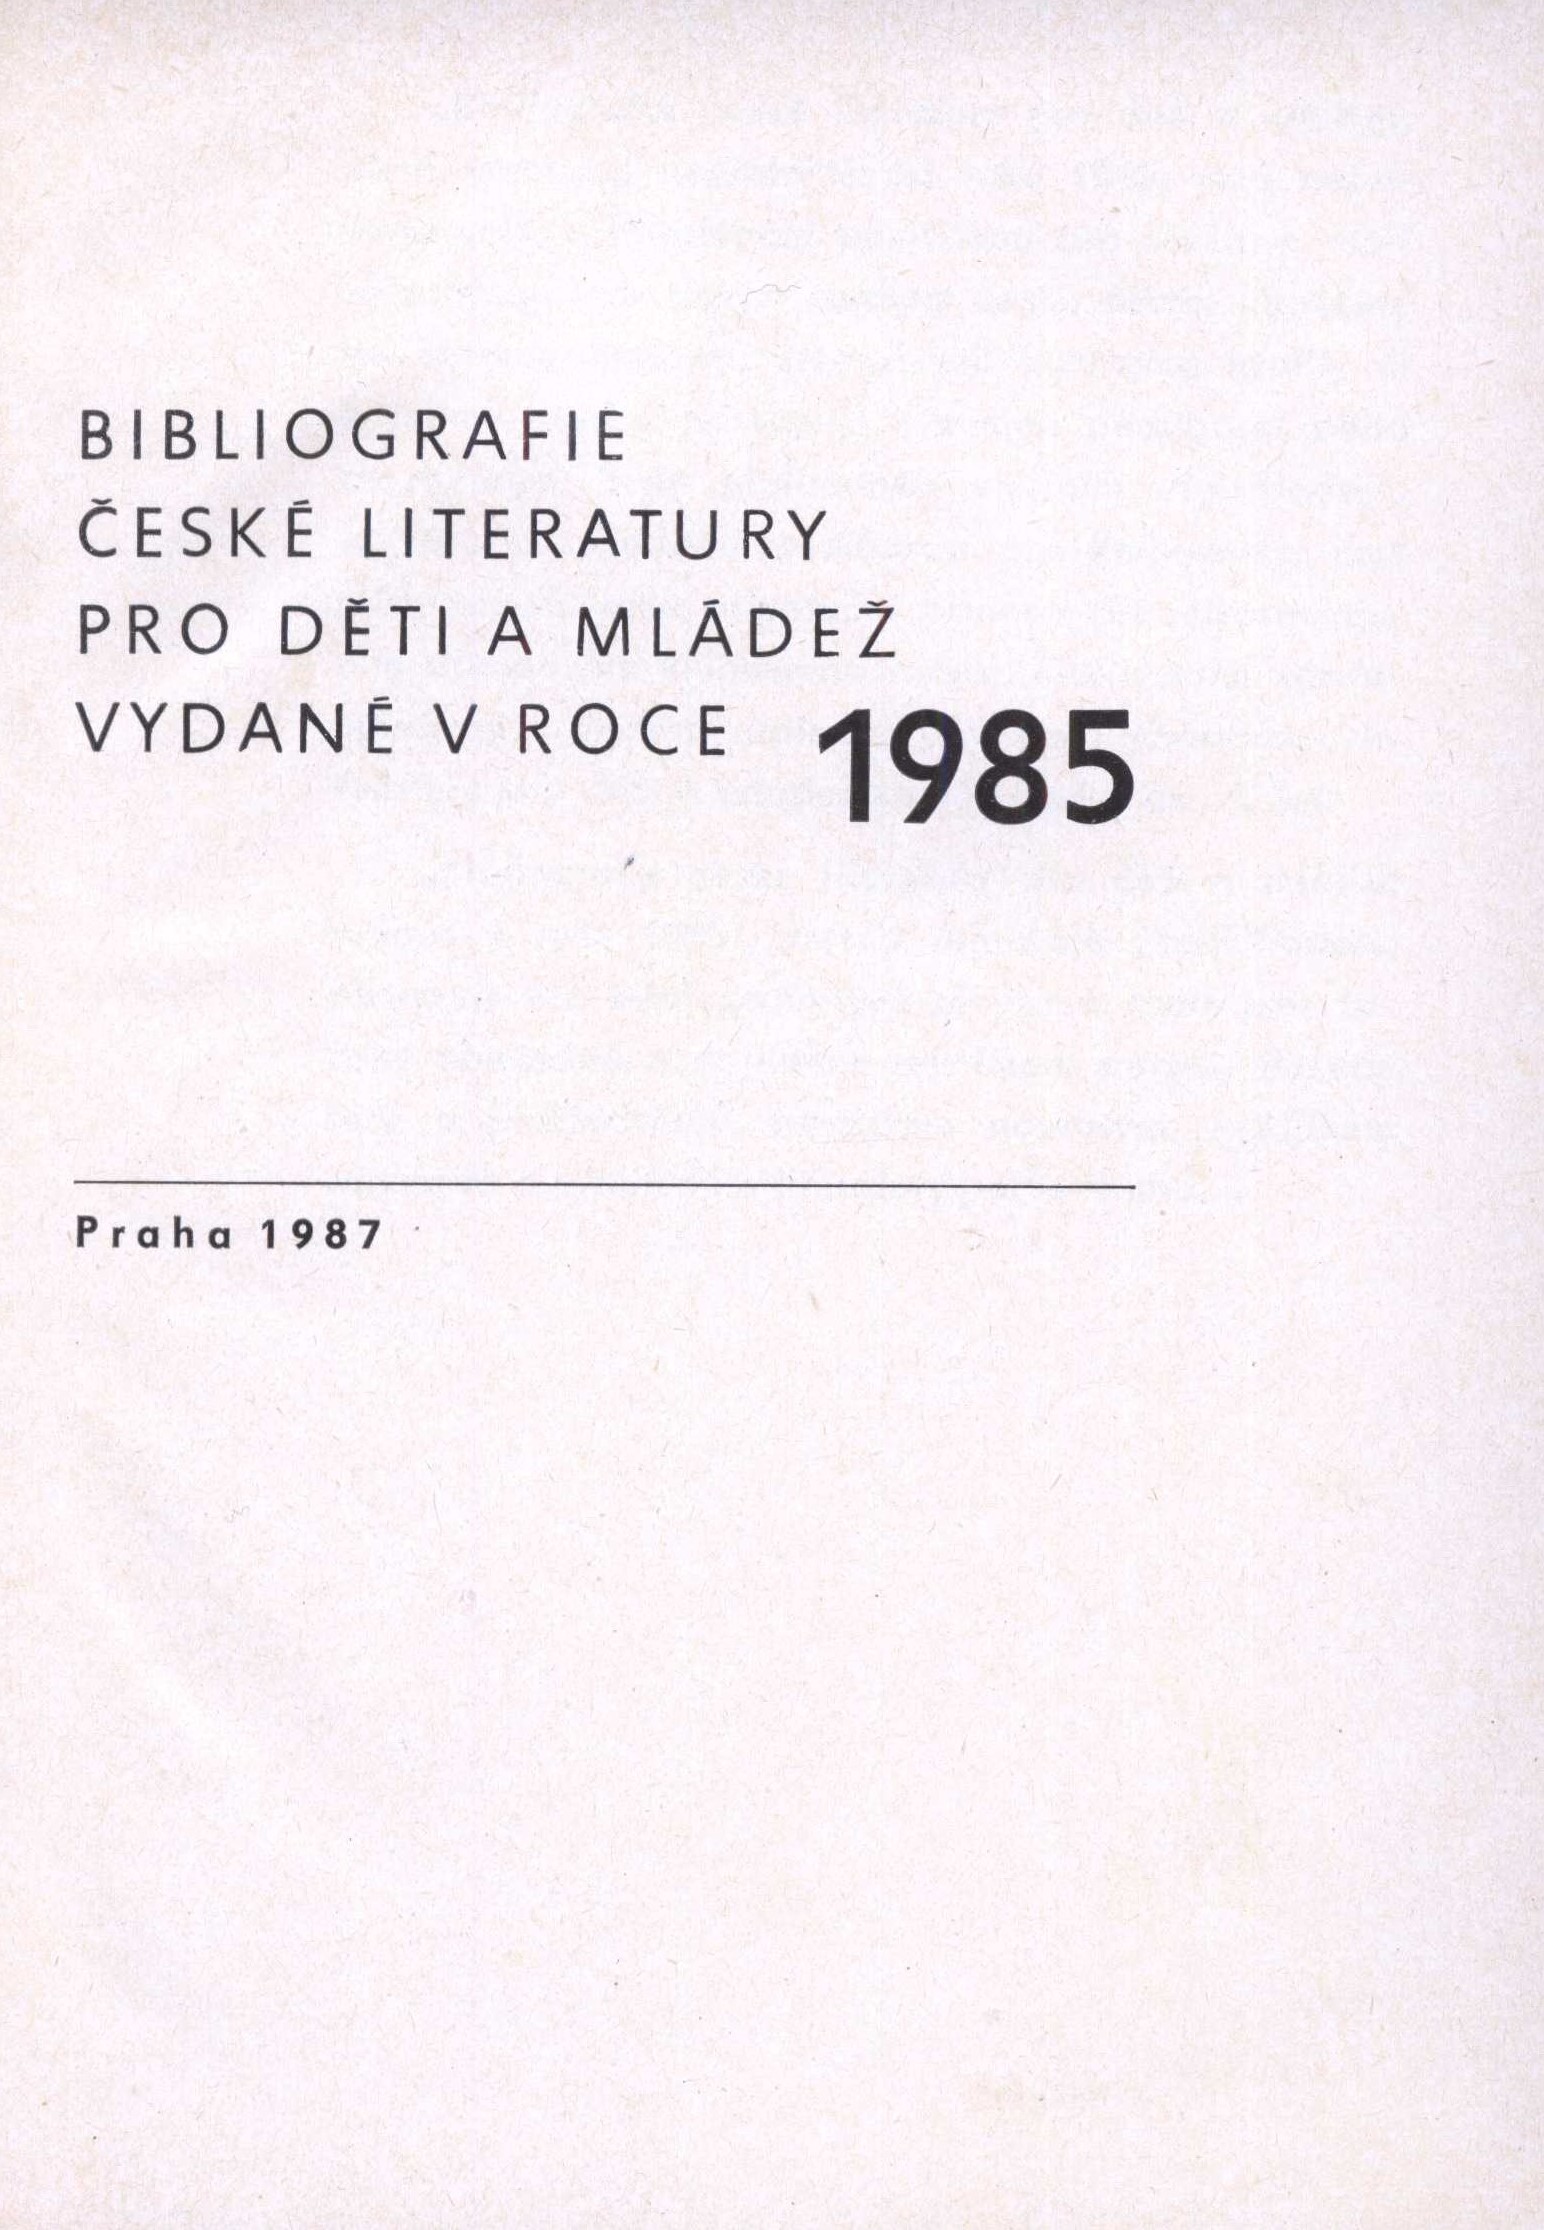 BIBLIOGRAFIE
ČESKÉ LITERATURY
PRO DĚTI A MLÁDEŽ
VYDANÉ V ROCE 1985
Praha 1987